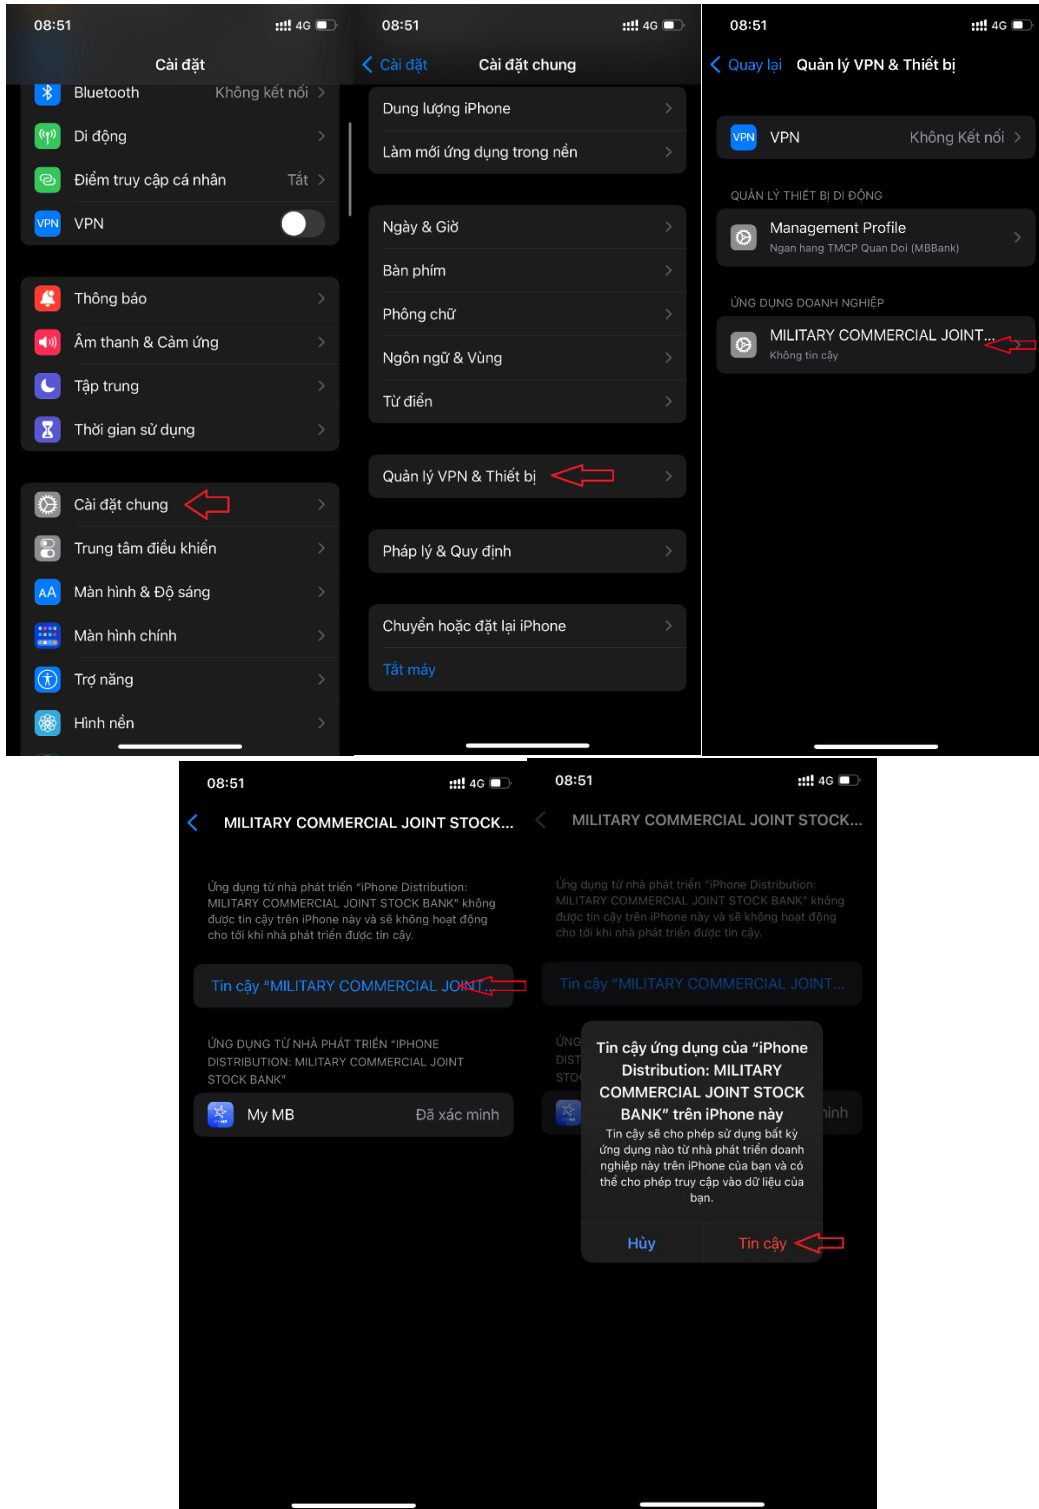 08:51
4G
Cài đặt
Bluetooth
Không kết nối
Di động
Điểm truy cập cá nhân
Tắt
VPN
VPN
Thông báo
Âm thanh & Cảm ứng
Tập trung
Thời gian sử dụng
Cài đặt chung
Trung tâm điều khiển
AA
Màn hình & Độ sáng
Màn hình chính
Trợ năng
Hình nền
08:51
4G
Cài đặt
Cài đặt chung
Dung lượng iPhone
Làm mới ứng dụng trong nền
Ngày & Giờ
Bàn phím
Phông chữ
Ngôn ngữ & Vùng
Từ điển
Quản lý VPN & Thiết bị
Pháp lý & Quy định
Chuyển hoặc đặt lại iPhone
Tắt máy
08:51
4G
Quay lại
Quản lý VPN & Thiết bị
VPN
VPN
Không Kết nối
QUẢN LÝ THIẾT BỊ DI ĐỘNG
Management Profile
Ngan hang TMCP Quan Doi (MBBank)
ỨNG DỤNG DOANH NGHIỆP
MILITARY COMMERCIAL JOINT...
Không tin cậy
08:51
4G
MILITARY COMMERCIAL JOINT STOCK...
Ứng dụng từ nhà phát triển “iPhone Distribution:
MILITARY COMMERCIAL JOINT STOCK BANK” không
được tin cậy trên iPhone này và sẽ không hoạt động
cho tới khi nhà phát triển được tin cậy.
Tin cậy “MILITARY COMMERCIAL JOINT...
ỨNG DỤNG TỪ NHÀ PHÁT TRIỂN “IPHONE
DISTRIBUTION: MILITARY COMMERCIAL JOINT
STOCK BANK”
My MB
Đã xác minh
08:51
4G
MILITARY COMMERCIAL JOINT STOCK...
Ứng dụng từ nhà phát triển “iPhone Distribution:
MILITARY COMMERCIAL JOINT STOCK BANK” không
được tin cậy trên iPhone này và sẽ không hoạt động
cho tới khi nhà phát triển được tin cậy.
Tin cậy “MILITARY COMMERCIAL JOINT...
ỨNG
DIST
STO
inh
Tin cậy ứng dụng của “iPhone
Distribution: MILITARY
COMMERCIAL JOINT STOCK
BANK” trên iPhone này
Tin cậy sẽ cho phép sử dụng bất kỳ
ứng dụng nào từ nhà phát triển doanh
nghiệp này trên iPhone của bạn và có
thể cho phép truy cập vào dữ liệu của
bạn.
Hủy
Tin cậy